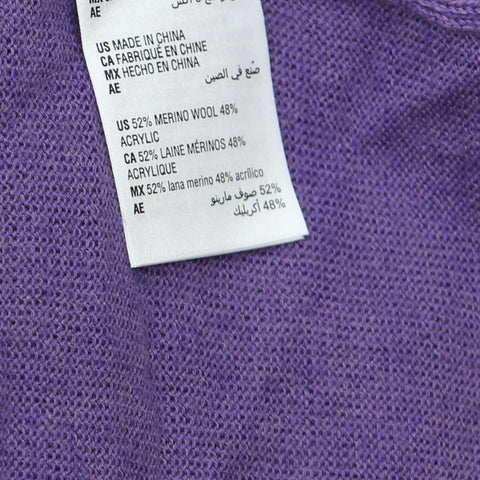 AE
US MADE IN CHINA
CA FABRIQUÉ EN CHINE
MX HECHO EN CHINA
AE صُنع في الصين
US 52% MERINO WOOL 48%
ACRYLIC
CA 52% LAINE MÉRINOS 48%
ACRYLIQUE
MX 52% lana merino 48% acrílico
AE 52% صوف مارينو
48% أكريليك